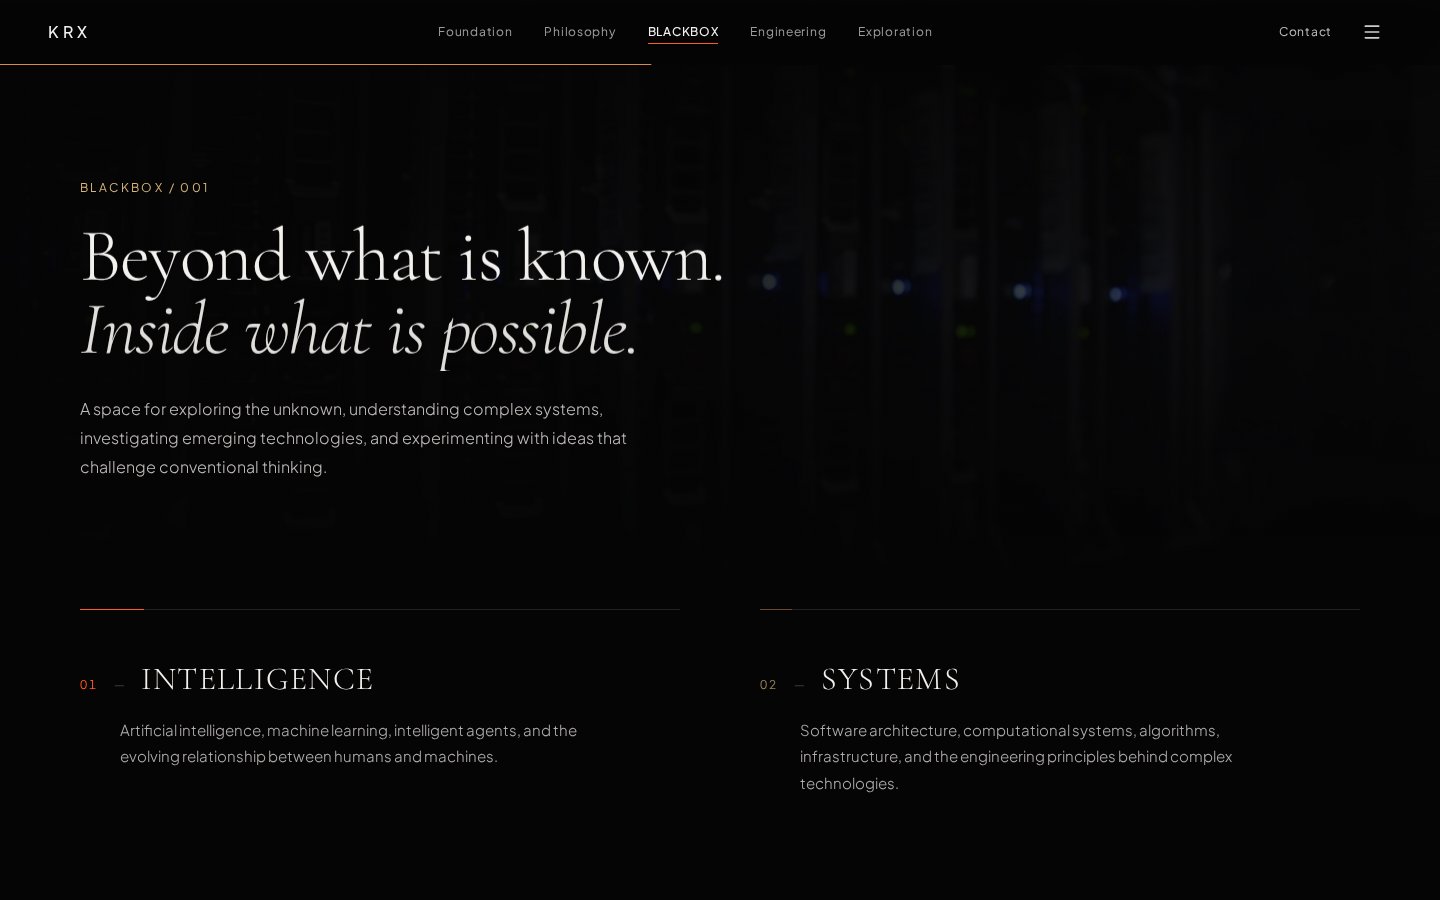 KRX
Foundation
Philosophy
BLACKBOX
Engineering
Exploration
Contact
BLACKBOX / 001
Beyond what is known.
Inside what is possible.
A space for exploring the unknown, understanding complex systems,
investigating emerging technologies, and experimenting with ideas that
challenge conventional thinking.
01 — INTELLIGENCE
Artificial intelligence, machine learning, intelligent agents, and the
evolving relationship between humans and machines.
02 — SYSTEMS
Software architecture, computational systems, algorithms,
infrastructure, and the engineering principles behind complex
technologies.